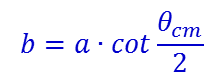 b = a · cot θ_cm/2